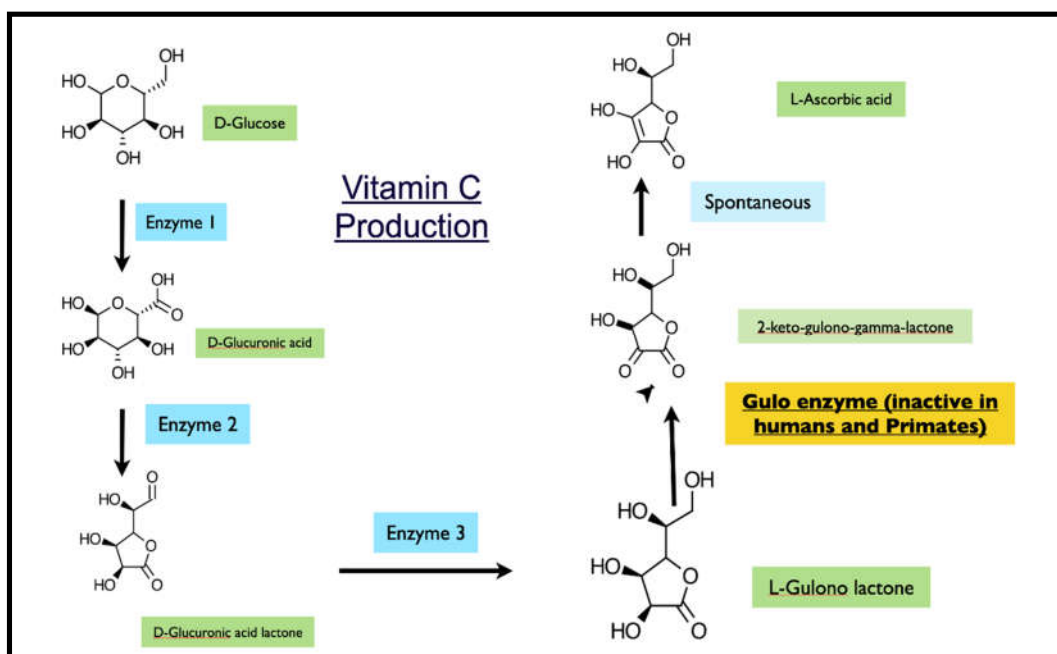 Vitamin C
Production
OH
HO
O
OH
HO
OH
OH
D-Glucose
Enzyme 1
OH
HO
O
O
HO
OH
OH
D-Glucuronic acid
Enzyme 2
O
HO
HO
O
HO
O
D-Glucuronic acid lactone
Enzyme 3
OH
HO
HO
O
HO
O
L-Gulono lactone
Gulo enzyme (inactive in
humans and Primates)
OH
HO
HO
O
O
O
2-keto-gulono-gamma-lactone
Spontaneous
OH
HO
HO
O
HO
O
L-Ascorbic acid